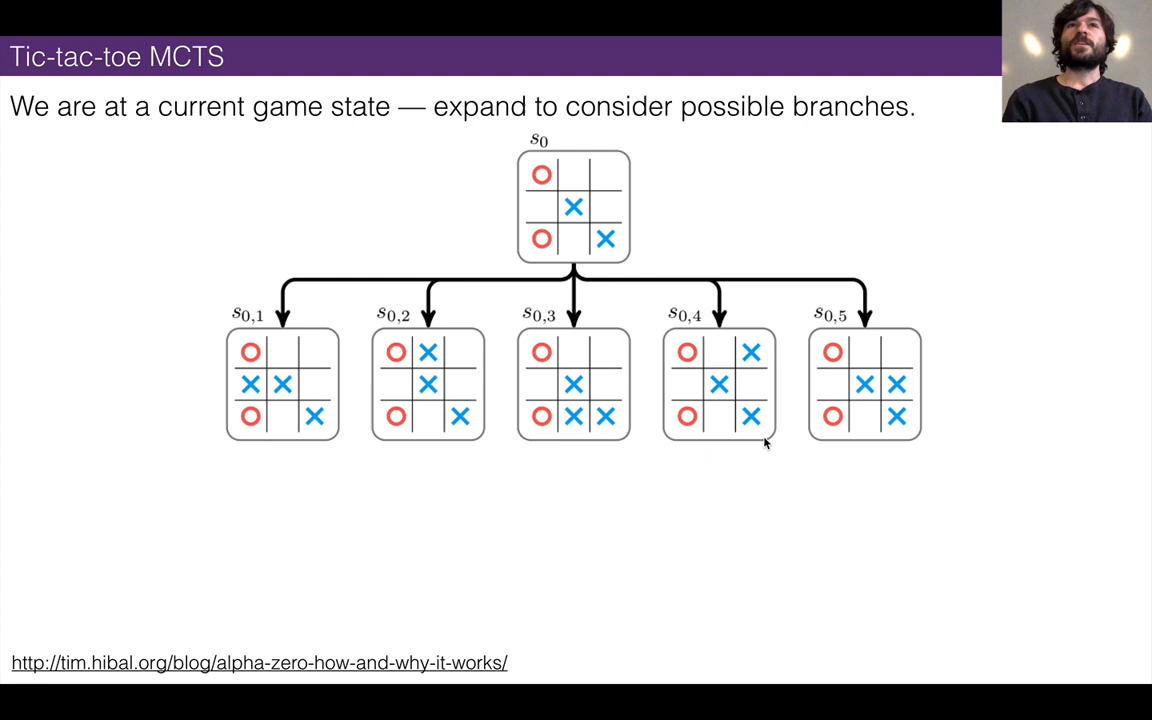 Tic-tac-toe MCTS
We are at a current game state — expand to consider possible branches.
s0
s0,1 s0,2 s0,3 s0,4 s0,5
http://tim.hibal.org/blog/alpha-zero-how-and-why-it-works/